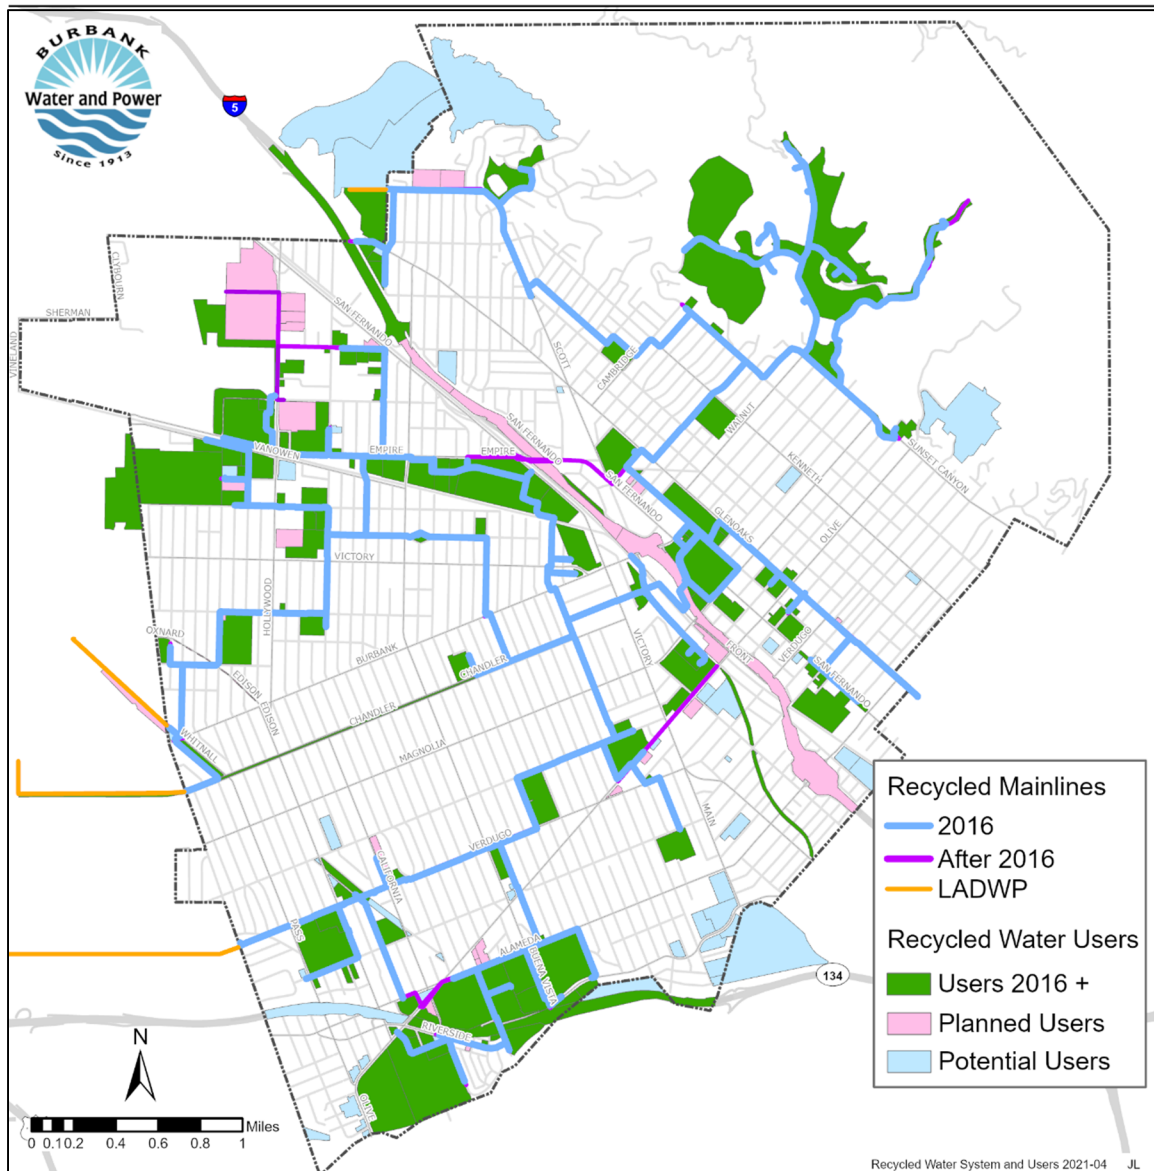 BURBANK
Water and Power
Since 1913
5
CLYBOURN
SHERMAN
VINELAND
SAN FERNANDO
SCOTT
CAMBRIDGE
SAN FERNANDO
WALNUT
VANOWEN
EMPIRE
EMPIRE
SUNSET CANYON
KENNETH
SAN FERNANDO
GLENOAKS
OLIVE
VICTORY
HOLLYWOOD
OXNARD
BURBANK
VICTORY
FRONT
VERDUGO
EDISON
EDISON
CHANDLER
SAN FERNANDO
CHANDLER
WHITNALL
MAGNOLIA
MAIN
VERDUGO
CALIFORNIA
PASS
ALAMEDA
BUENA VISTA
RIVERSIDE
OLIVE
134
Recycled Mainlines
2016
After 2016
LADWP
Recycled Water Users
Users 2016 +
Planned Users
Potential Users
N
0 0.1 0.2 0.4 0.6 0.8 1 Miles
Recycled Water System and Users 2021-04 JL